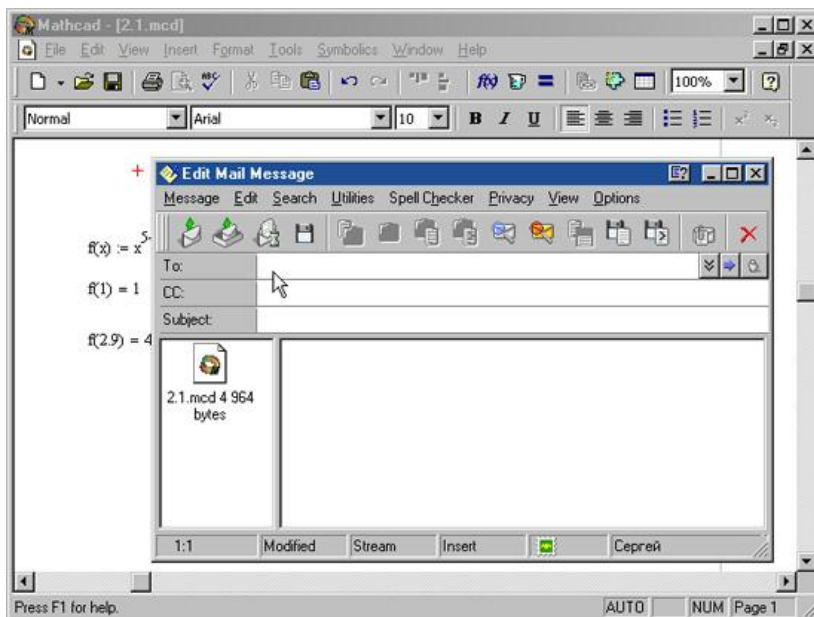 Mathcad - [2.1.mcd]
File Edit View Insert Format Tools Symbolics Window Help
100%
Normal Arial 10 B I U
Edit Mail Message
Message Edit Search Utilities Spell Checker Privacy View Options
f(x) := x^5-
To:
f(1) = 1
CC:
Subject:
f(2.9) = 4
2.1.mcd 4 964
bytes
1:1 Modified Stream Insert Сергей
Press F1 for help. AUTO NUM Page 1